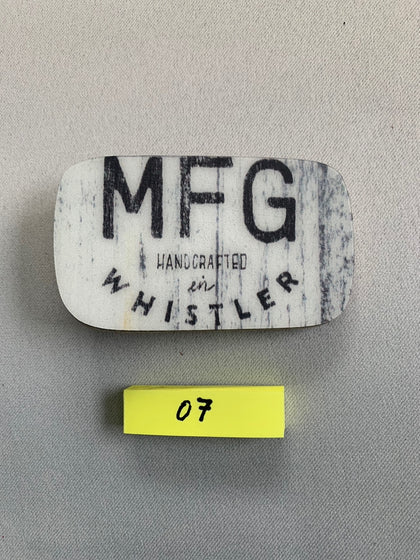 MFG
HANDCRAFTED
in
WHISTLER
07